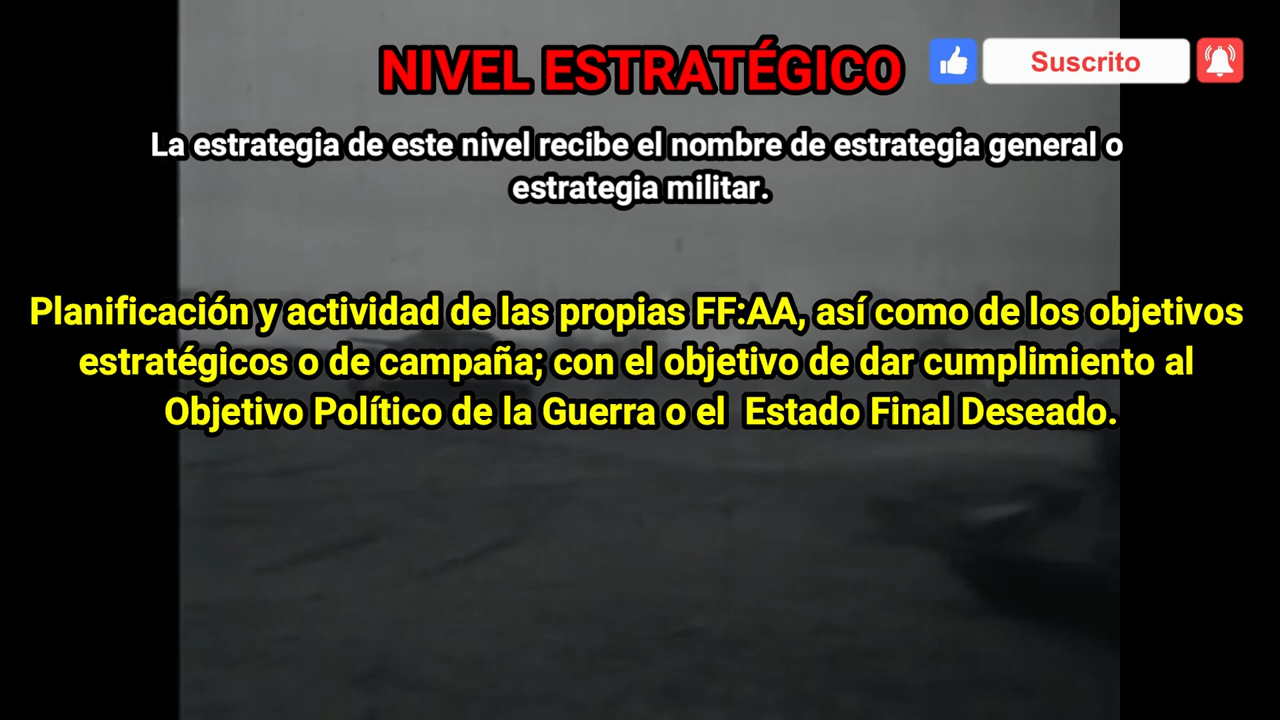 NIVEL ESTRATÉGICO
Suscrito
La estrategia de este nivel recibe el nombre de estrategia general o
estrategia militar.
Planificación y actividad de las propias FF:AA, así como de los objetivos
estratégicos o de campaña; con el objetivo de dar cumplimiento al
Objetivo Político de la Guerra o el  Estado Final Deseado.